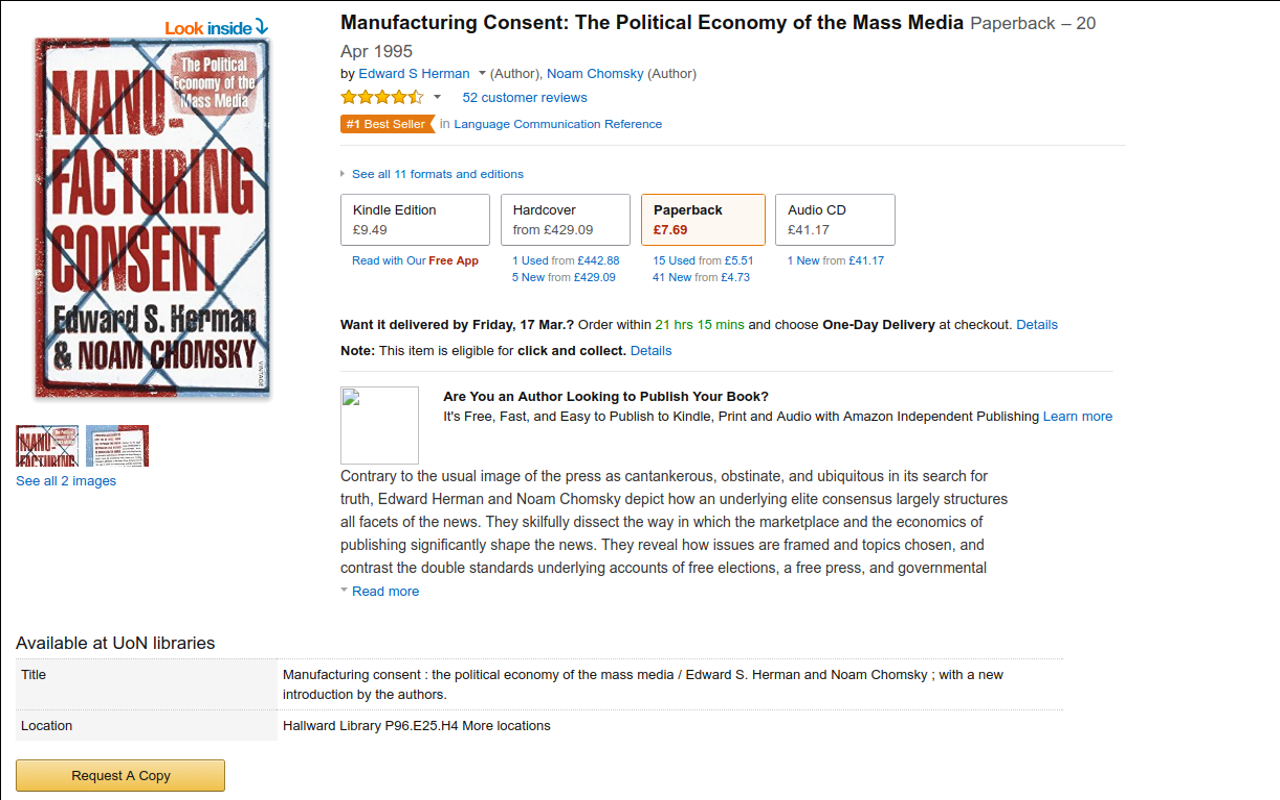 Look inside
The Political
Economy of the
Mass Media
MANU-
FACTURING
CONSENT
Edward S. Herman
& NOAM CHOMSKY
VINTAGE
See all 2 images
Manufacturing Consent: The Political Economy of the Mass Media Paperback – 20
Apr 1995
by Edward S Herman (Author), Noam Chomsky (Author)
52 customer reviews
#1 Best Seller in Language Communication Reference
See all 11 formats and editions
Kindle Edition Hardcover Paperback Audio CD
£9.49 from £429.09 £7.69 £41.17
Read with Our Free App 1 Used from £442.88 15 Used from £5.51 1 New from £41.17
5 New from £429.09 41 New from £4.73
Want it delivered by Friday, 17 Mar.? Order within 21 hrs 15 mins and choose One-Day Delivery at checkout. Details
Note: This item is eligible for click and collect. Details
Are You an Author Looking to Publish Your Book?
It's Free, Fast, and Easy to Publish to Kindle, Print and Audio with Amazon Independent Publishing Learn more
Contrary to the usual image of the press as cantankerous, obstinate, and ubiquitous in its search for
truth, Edward Herman and Noam Chomsky depict how an underlying elite consensus largely structures
all facets of the news. They skilfully dissect the way in which the marketplace and the economics of
publishing significantly shape the news. They reveal how issues are framed and topics chosen, and
contrast the double standards underlying accounts of free elections, a free press, and governmental
Read more
Available at UoN libraries
Title Manufacturing consent : the political economy of the mass media / Edward S. Herman and Noam Chomsky ; with a new
introduction by the authors.
Location Hallward Library P96.E25.H4 More locations
Request A Copy